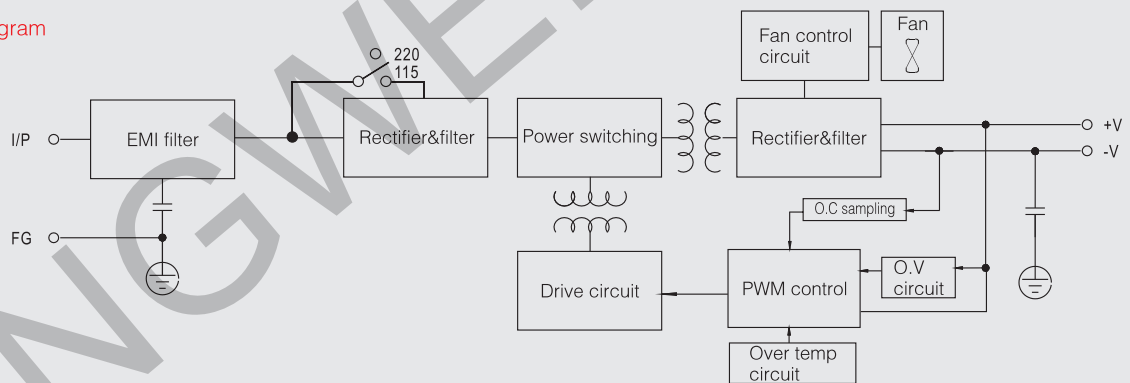 gram
220
115
Fan control
circuit
Fan
I/P
EMI filter
Rectifier&filter
Power switching
Rectifier&filter
+V
-V
O.C sampling
FG
Drive circuit
PWM control
O.V
circuit
Over temp
circuit
NGWE